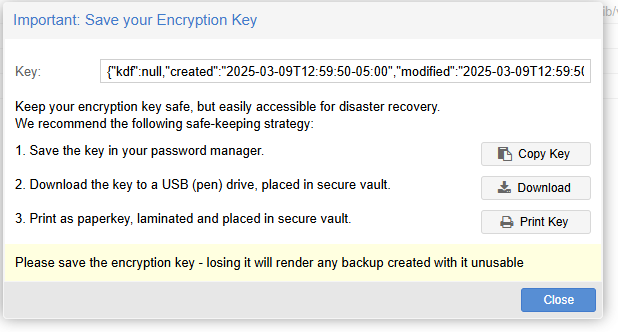 Important: Save your Encryption Key
Key: {"kdf":null,"created":"2025-03-09T12:59:50-05:00","modified":"2025-03-09T12:59:50
Keep your encryption key safe, but easily accessible for disaster recovery.
We recommend the following safe-keeping strategy:
1. Save the key in your password manager. Copy Key
2. Download the key to a USB (pen) drive, placed in secure vault. Download
3. Print as paperkey, laminated and placed in secure vault. Print Key
Please save the encryption key - losing it will render any backup created with it unusable
Close